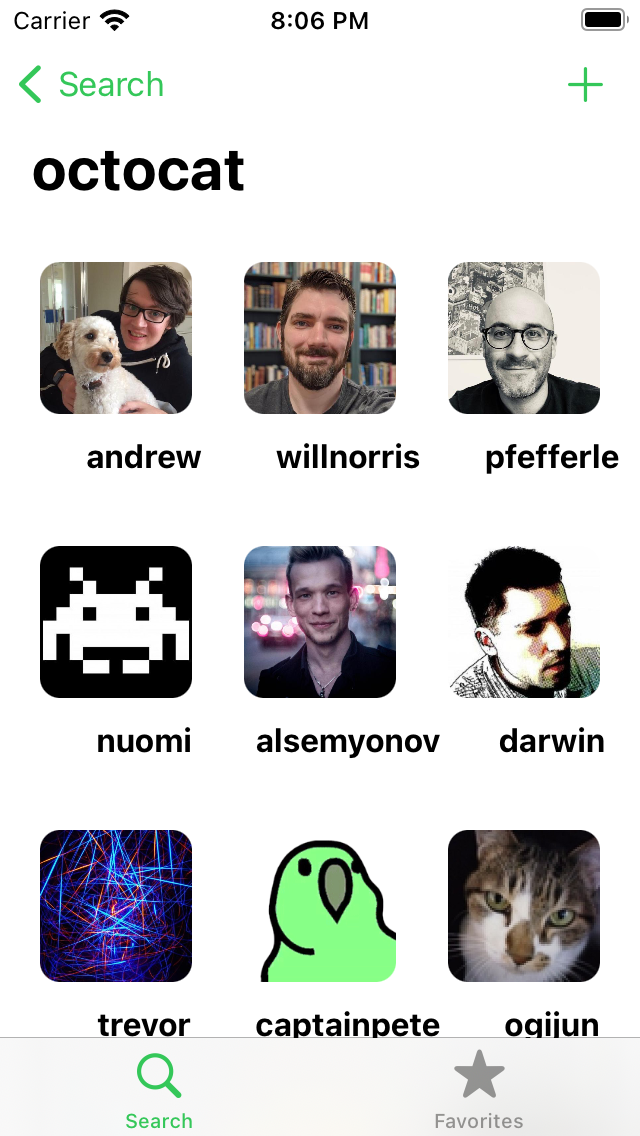 Carrier 8:06 PM
Search
octocat
andrew willnorris pfefferle
nuomi alsemyonov darwin
trevor captainpete ogijun
Search Favorites